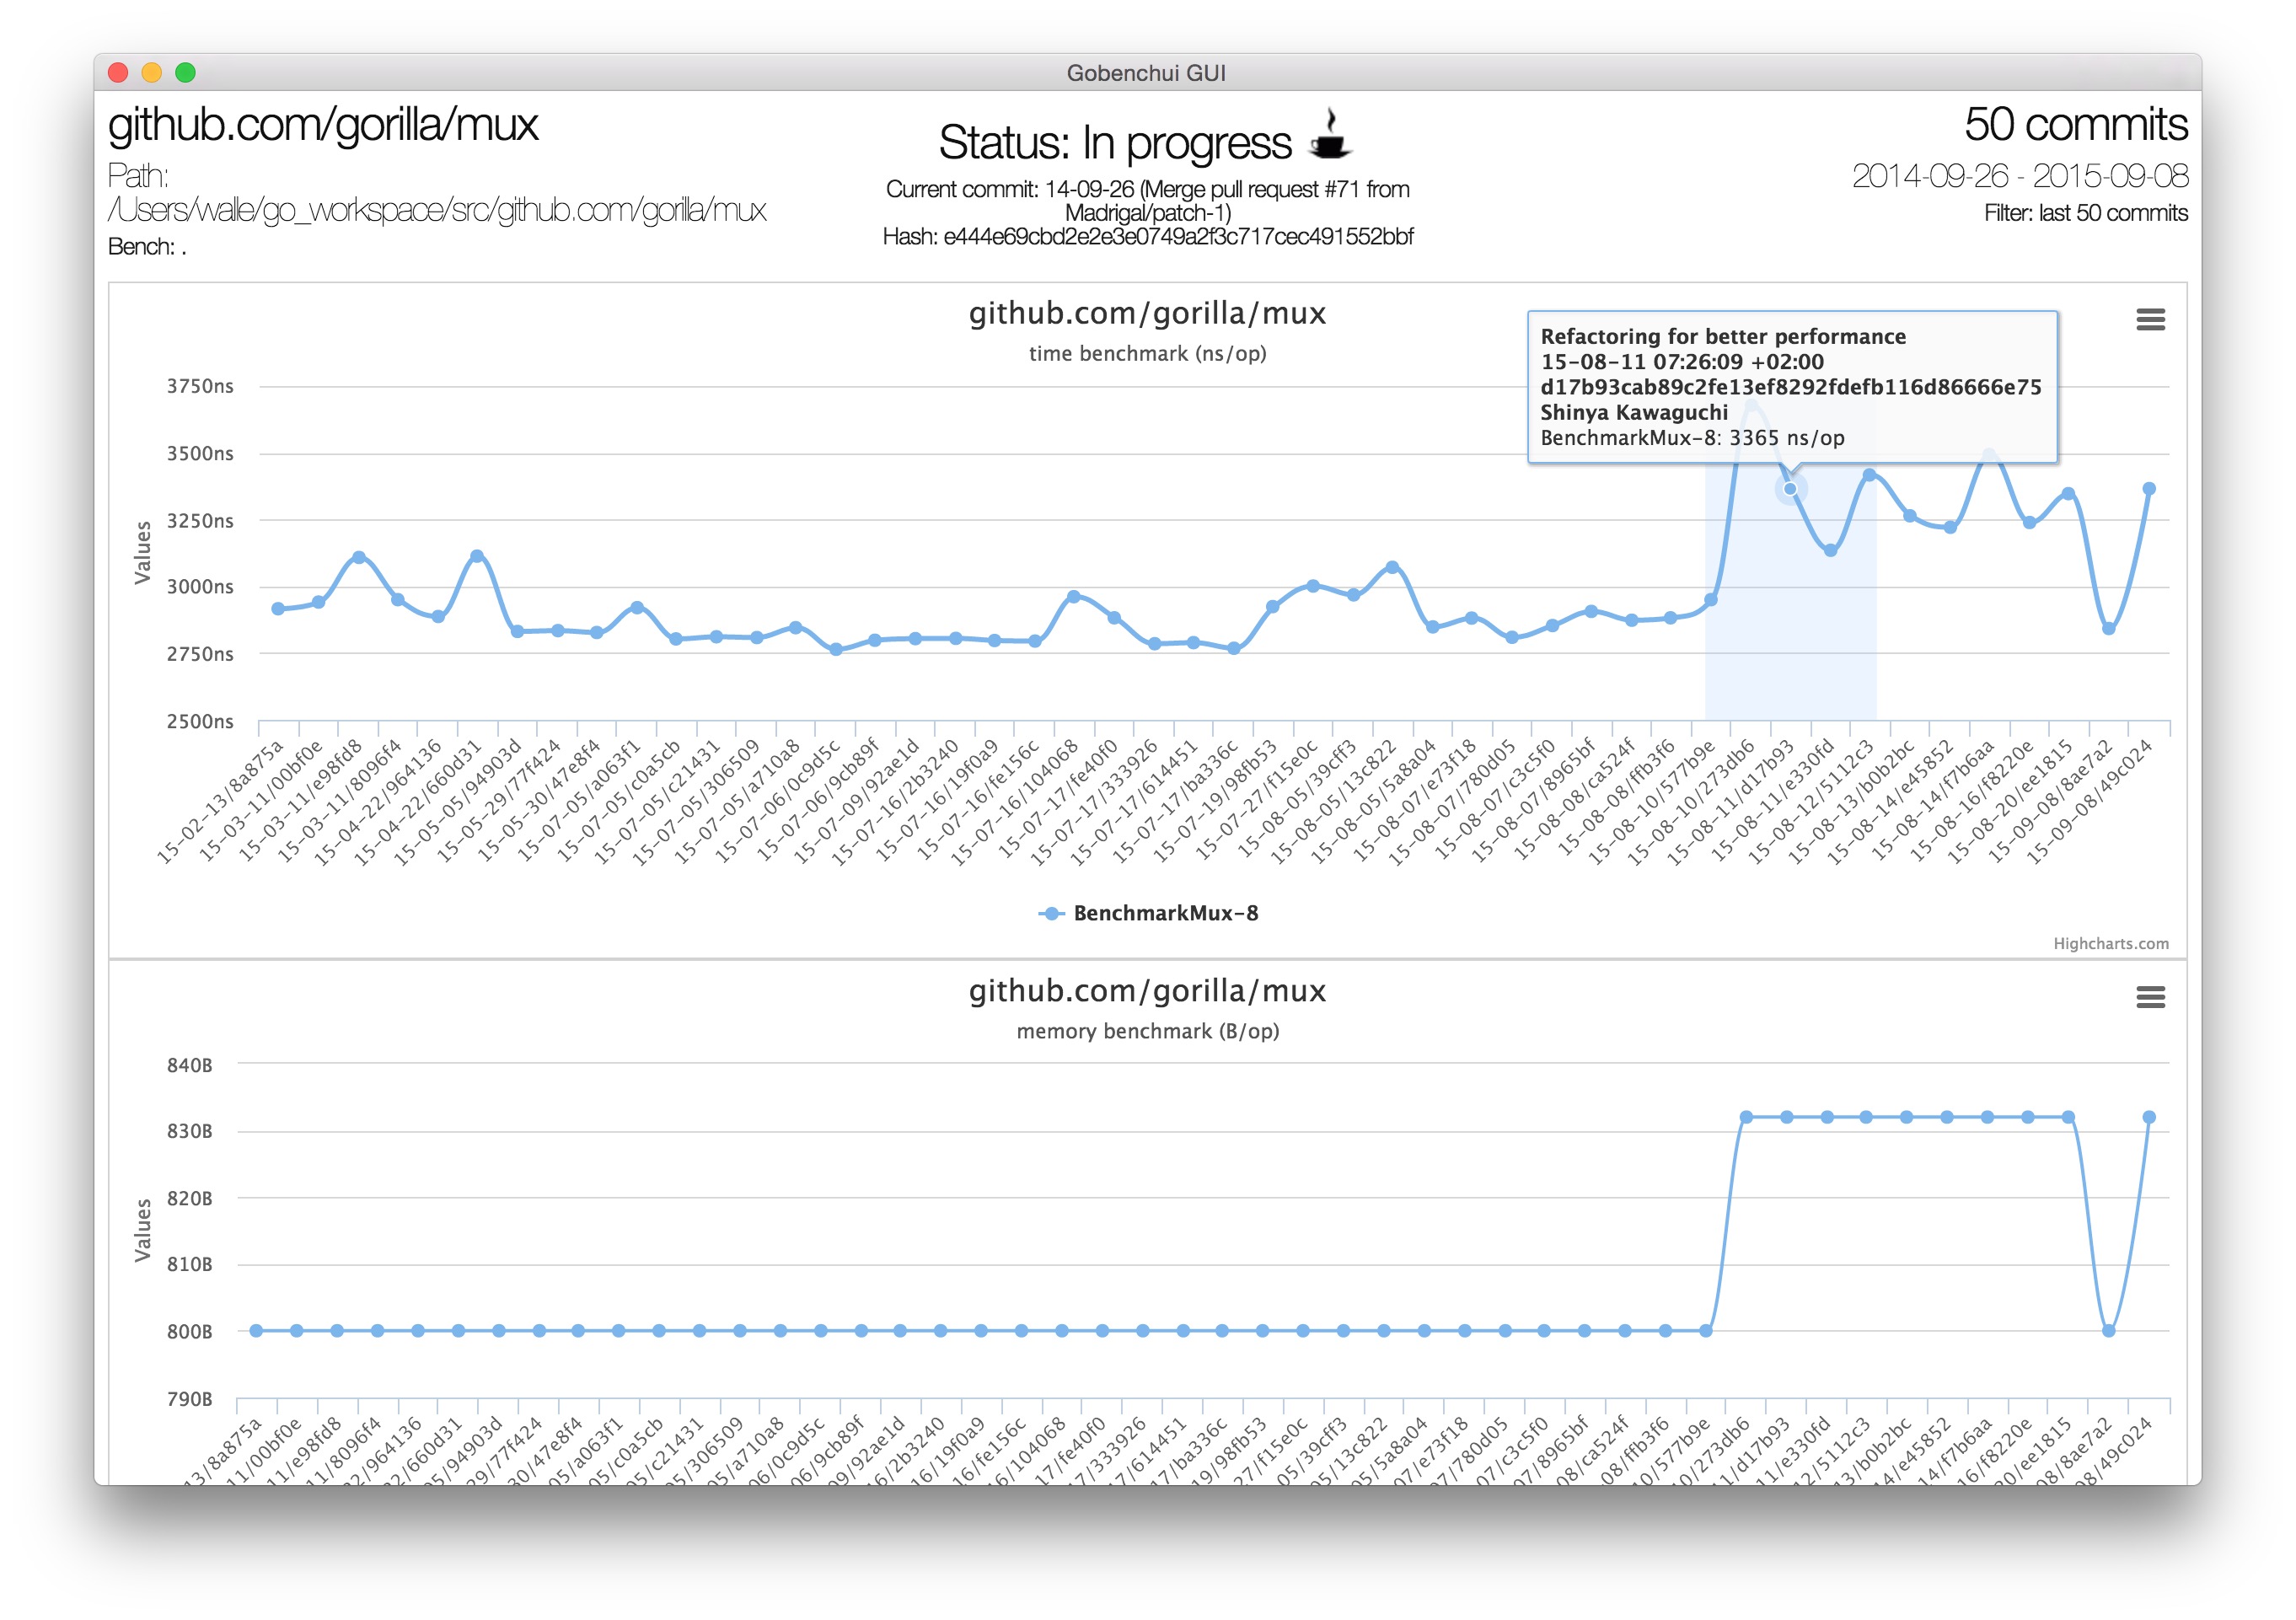 Gobenchui GUI
github.com/gorilla/mux
Path:
/Users/walle/go_workspace/src/github.com/gorilla/mux
Bench: .
Status: In progress
Current commit: 14-09-26 (Merge pull request #71 from
Madrigal/patch-1)
Hash: e444e69cbd2e2e3e0749a2f3c717cec491552bbf
50 commits
2014-09-26 - 2015-09-08
Filter: last 50 commits
github.com/gorilla/mux
time benchmark (ns/op)
Refactoring for better performance
15-08-11 07:26:09 +02:00
d17b93cab89c2fe13ef8292fdefb116d86666e75
Shinya Kawaguchi
BenchmarkMux-8: 3365 ns/op
Values
3750ns
3500ns
3250ns
3000ns
2750ns
2500ns
15-02-13/8a875a
15-03-11/00bf0e
15-03-11/e98fd8
15-03-11/8096f4
15-04-22/964136
15-04-22/660d31
15-05-05/94903d
15-05-29/77f424
15-05-30/47e8f4
15-07-05/a063f1
15-07-05/c0a5cb
15-07-05/c21431
15-07-05/306509
15-07-05/a710a8
15-07-06/0c9d5c
15-07-06/9cb89f
15-07-09/92ae1d
15-07-16/2b3240
15-07-16/19f0a9
15-07-16/fe156c
15-07-16/104068
15-07-17/fe40f0
15-07-17/333926
15-07-17/614451
15-07-17/ba336c
15-07-19/98fb53
15-07-27/f15e0c
15-08-05/39cff3
15-08-05/13c822
15-08-05/5a8a04
15-08-07/e73f18
15-08-07/780d05
15-08-07/c3c5f0
15-08-07/8965bf
15-08-08/ca524f
15-08-08/ffb3f6
15-08-10/577b9e
15-08-10/273db6
15-08-11/d17b93
15-08-11/e330fd
15-08-12/5112c3
15-08-13/b0b2bc
15-08-14/e45852
15-08-14/f7b6aa
15-08-16/f8220e
15-08-20/ee1815
15-09-08/8ae7a2
15-09-08/49c024
BenchmarkMux-8
Highcharts.com
github.com/gorilla/mux
memory benchmark (B/op)
Values
840B
830B
820B
810B
800B
790B
13/8a875a
11/00bf0e
11/e98fd8
11/8096f4
22/964136
22/660d31
05/94903d
29/77f424
30/47e8f4
05/a063f1
05/c0a5cb
05/c21431
05/306509
05/a710a8
06/0c9d5c
06/9cb89f
09/92ae1d
16/2b3240
16/19f0a9
16/fe156c
16/104068
17/fe40f0
17/333926
17/614451
17/ba336c
19/98fb53
27/f15e0c
05/39cff3
05/13c822
05/5a8a04
07/e73f18
07/780d05
07/c3c5f0
07/8965bf
08/ca524f
08/ffb3f6
10/577b9e
10/273db6
11/d17b93
11/e330fd
12/5112c3
13/b0b2bc
14/e45852
14/f7b6aa
16/f8220e
20/ee1815
08/8ae7a2
08/49c024